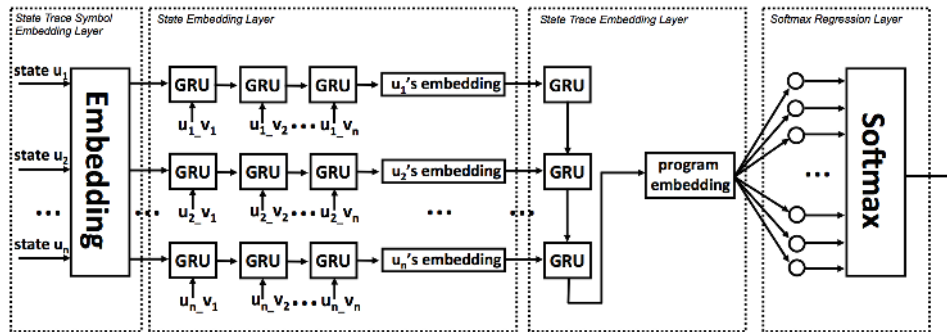 State Trace Symbol
Embedding Layer
State Embedding Layer
State Trace Embedding Layer
Softmax Regression Layer
state u1
Embedding
GRU GRU GRU
u1's embedding
GRU
u1_v1 u1_v2 ... u1_vn
state u2
GRU GRU GRU
u2's embedding
GRU
program
embedding
...
Softmax
... ... u2_v1 u2_v2 ... u2_vn ... ...
state un
GRU GRU GRU
un's embedding
GRU
un_v1 un_v2 ... un_vn